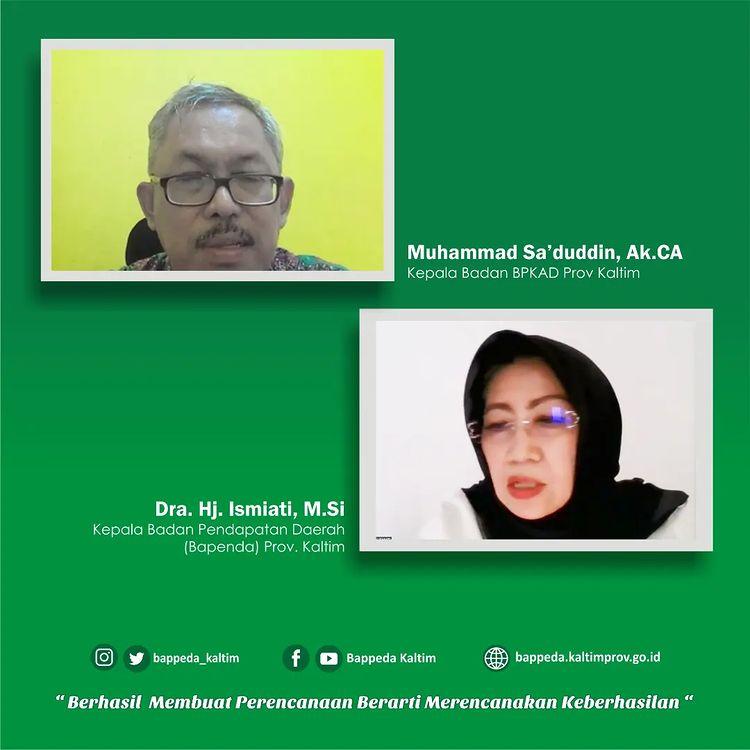 Muhammad Sa'duddin, Ak.CA
Kepala Badan BPKAD Prov Kaltim
Dra. Hj. Ismiati, M.Si
Kepala Badan Pendapatan Daerah
(Bapenda) Prov. Kaltim
bappeda_kaltim
Bappeda Kaltim
bappeda.kaltimprov.go.id
“ Berhasil Membuat Perencanaan Berarti Merencanakan Keberhasilan “